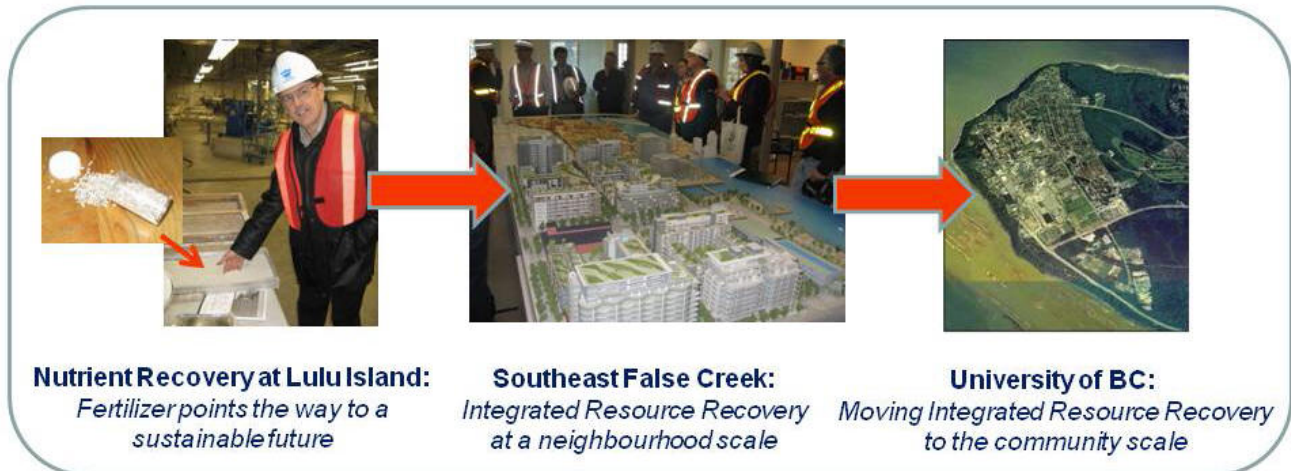 Nutrient Recovery at Lulu Island:
Fertilizer points the way to a
sustainable future
Southeast False Creek:
Integrated Resource Recovery
at a neighbourhood scale
University of BC:
Moving Integrated Resource Recovery
to the community scale